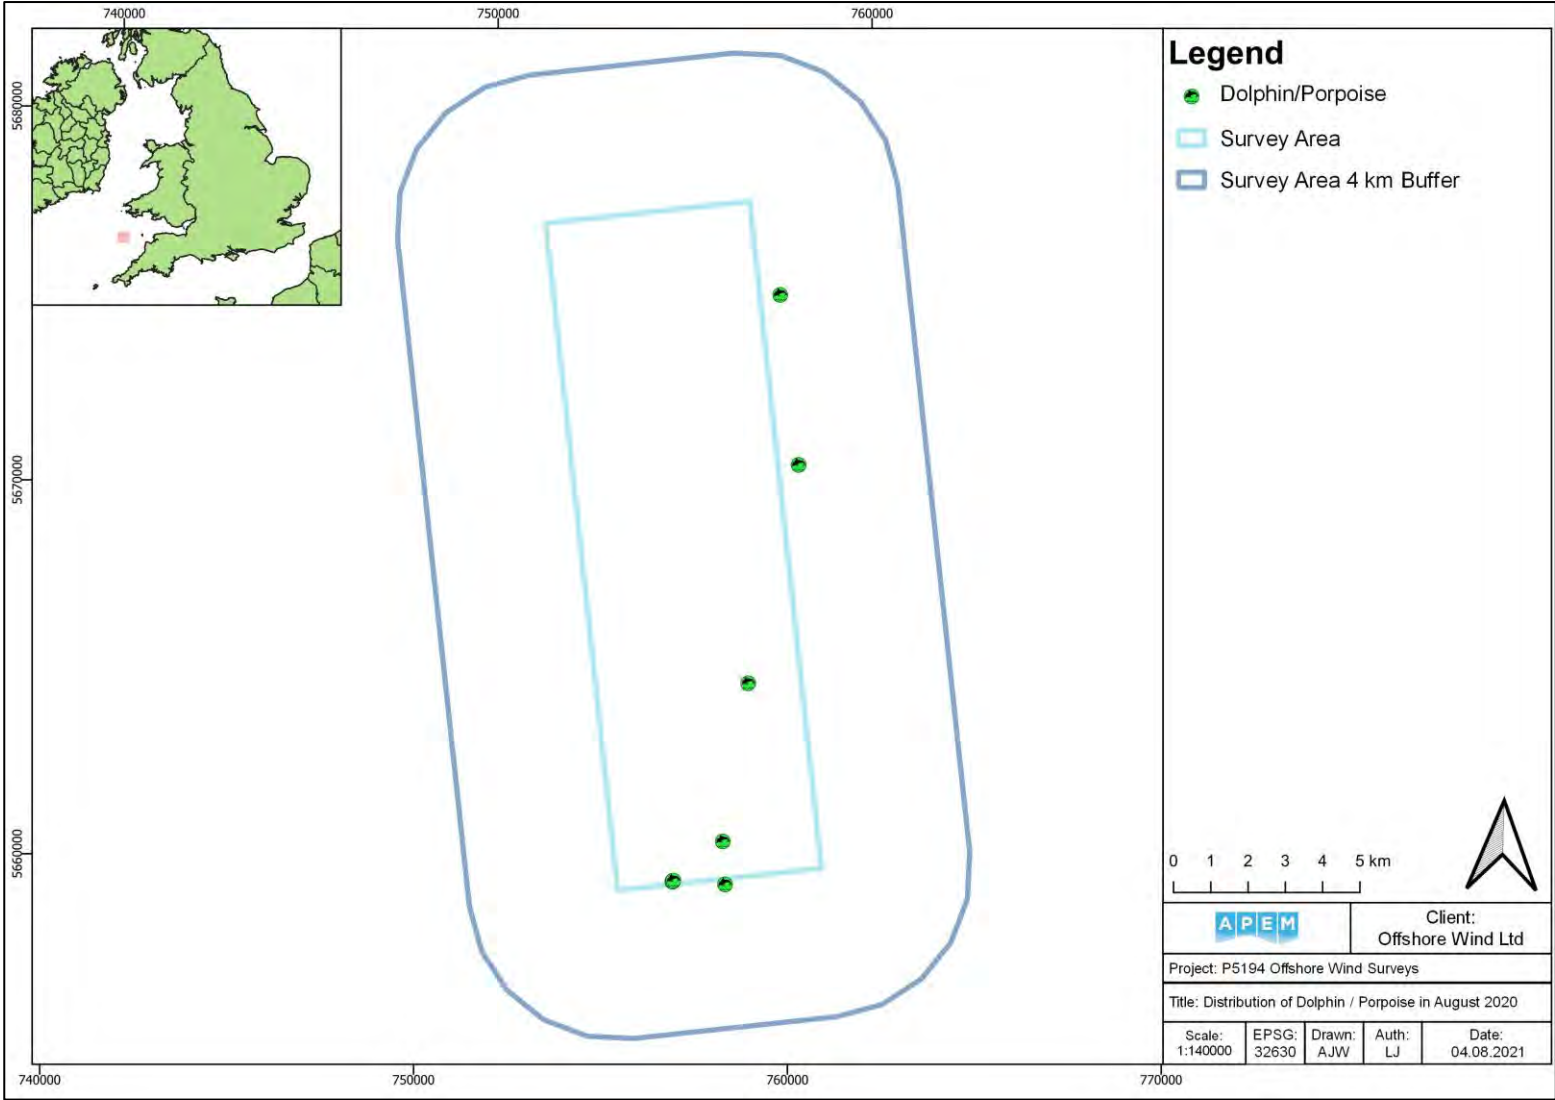 740000
750000
760000
5680000
5670000
5660000
740000
750000
760000
770000
Legend
Dolphin/Porpoise
Survey Area
Survey Area 4 km Buffer
0 1 2 3 4 5 km
APEM
Client:
Offshore Wind Ltd
Project: P5194 Offshore Wind Surveys
Title: Distribution of Dolphin / Porpoise in August 2020
Scale:
1:140000
EPSG:
32630
Drawn:
AJW
Auth:
LJ
Date:
04.08.2021